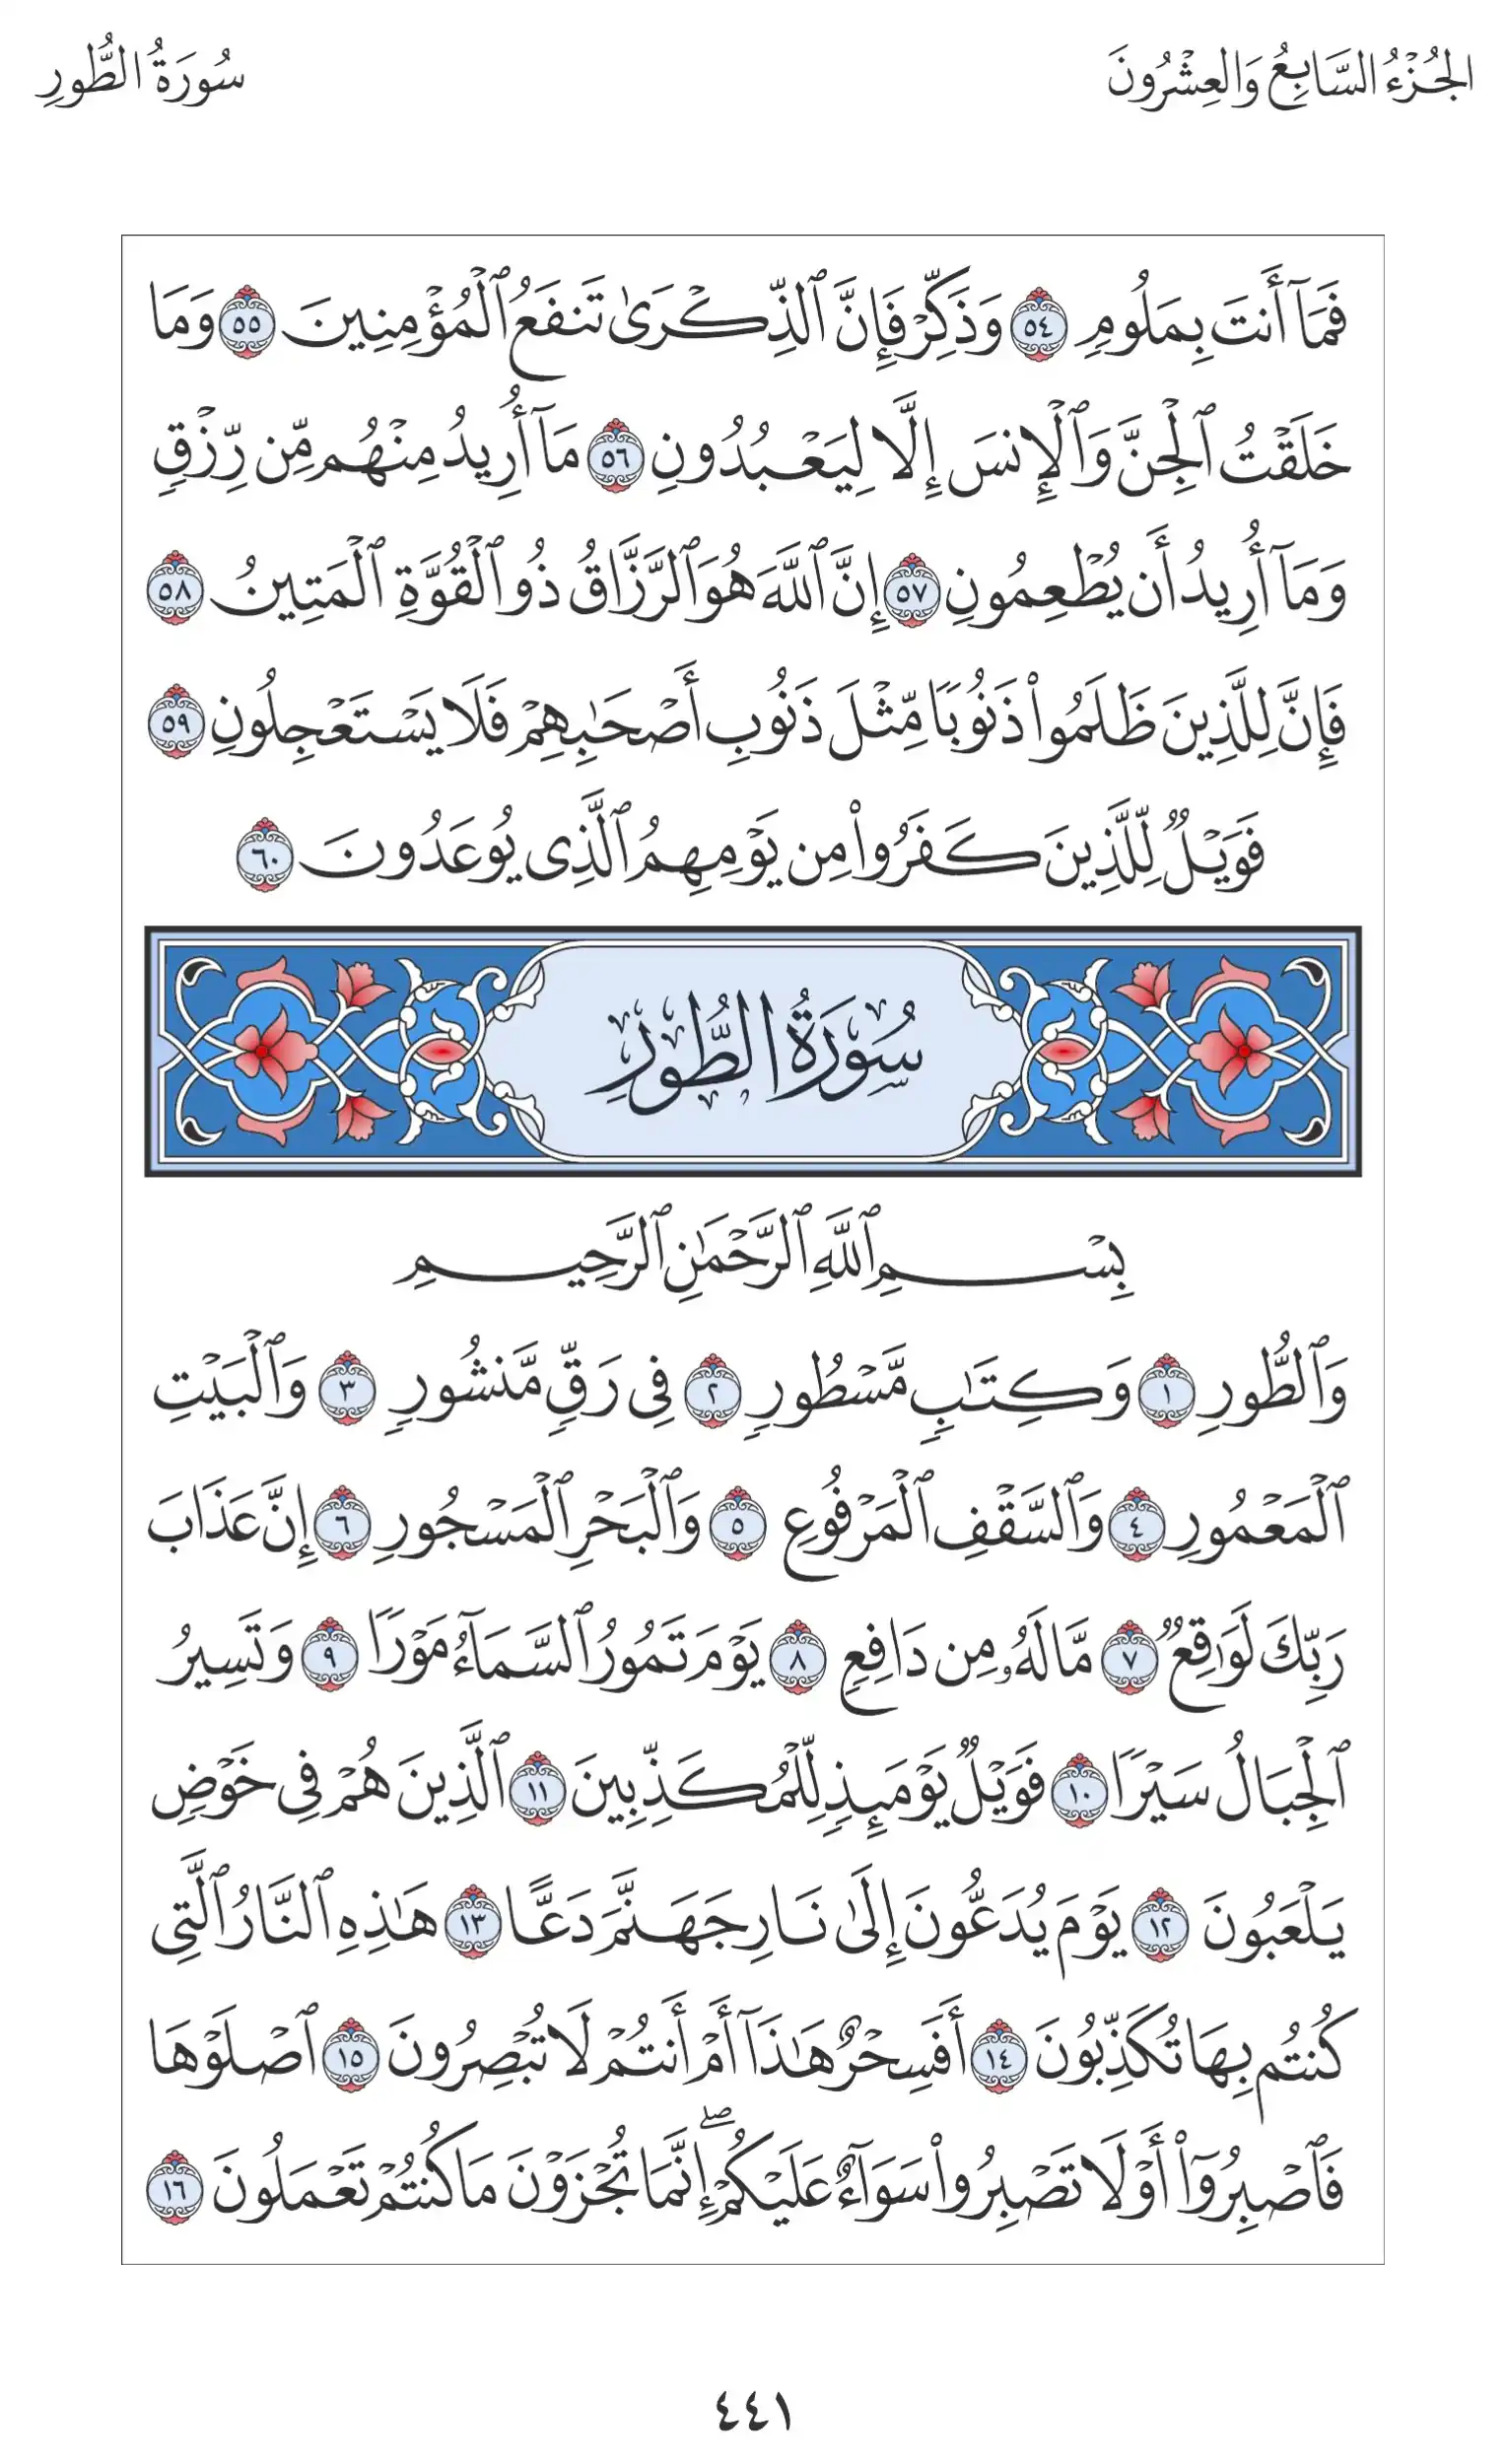 الجُزْءُ السَّابِعُ وَالعِشْرُونَ
سُورَةُ الطُّورِ
فَمَآ أَنتَ بِمَلُومٖ ٥٤ وَذَكِّرۡ فَإِنَّ ٱلذِّكۡرَىٰ تَنفَعُ ٱلۡمُؤۡمِنِينَ ٥٥ وَمَا
خَلَقۡتُ ٱلۡجِنَّ وَٱلۡإِنسَ إِلَّا لِيَعۡبُدُونِ ٥٦ مَآ أُرِيدُ مِنۡهُم مِّن رِّزۡقٖ
وَمَآ أُرِيدُ أَن يُطۡعِمُونِ ٥٧ إِنَّ ٱللَّهَ هُوَ ٱلرَّزَّاقُ ذُو ٱلۡقُوَّةِ ٱلۡمَتِينُ ٥٨
فَإِنَّ لِلَّذِينَ ظَلَمُواْ ذَنُوبٗا مِّثۡلَ ذَنُوبِ أَصۡحَٰبِهِمۡ فَلَا يَسۡتَعۡجِلُونِ ٥٩
فَوَيۡلٞ لِّلَّذِينَ كَفَرُواْ مِن يَوۡمِهِمُ ٱلَّذِي يُوعَدُونَ ٦٠
سُورَةُ الطُّورِ
بِسۡمِ ٱللَّهِ ٱلرَّحۡمَٰنِ ٱلرَّحِيمِ
وَٱلطُّورِ ١ وَكِتَٰبٖ مَّسۡطُورٖ ٢ فِي رَقّٖ مَّنشُورٖ ٣ وَٱلۡبَيۡتِ
ٱلۡمَعۡمُورِ ٤ وَٱلسَّقۡفِ ٱلۡمَرۡفُوعِ ٥ وَٱلۡبَحۡرِ ٱلۡمَسۡجُورِ ٦ إِنَّ عَذَابَ
رَبِّكَ لَوَٰقِعٞ ٧ مَّا لَهُۥ مِن دَافِعٖ ٨ يَوۡمَ تَمُورُ ٱلسَّمَآءُ مَوۡرٗا ٩ وَتَسِيرُ
ٱلۡجِبَالُ سَيۡرٗا ١٠ فَوَيۡلٞ يَوۡمَئِذٖ لِّلۡمُكَذِّبِينَ ١١ ٱلَّذِينَ هُمۡ فِي خَوۡضٖ
يَلۡعَبُونَ ١٢ يَوۡمَ يُدَعُّونَ إِلَىٰ نَارِ جَهَنَّمَ دَعًّا ١٣ هَٰذِهِ ٱلنَّارُ ٱلَّتِي
كُنتُم بِهَا تُكَذِّبُونَ ١٤ أَفَسِحۡرٌ هَٰذَآ أَمۡ أَنتُمۡ لَا تُبۡصِرُونَ ١٥ ٱصۡلَوۡهَا
فَٱصۡبِرُوٓاْ أَوۡ لَا تَصۡبِرُواْ سَوَآءٌ عَلَيۡكُمۡۖ إِنَّمَا تُجۡزَوۡنَ مَا كُنتُمۡ تَعۡمَلُونَ ١٦
٤٤١